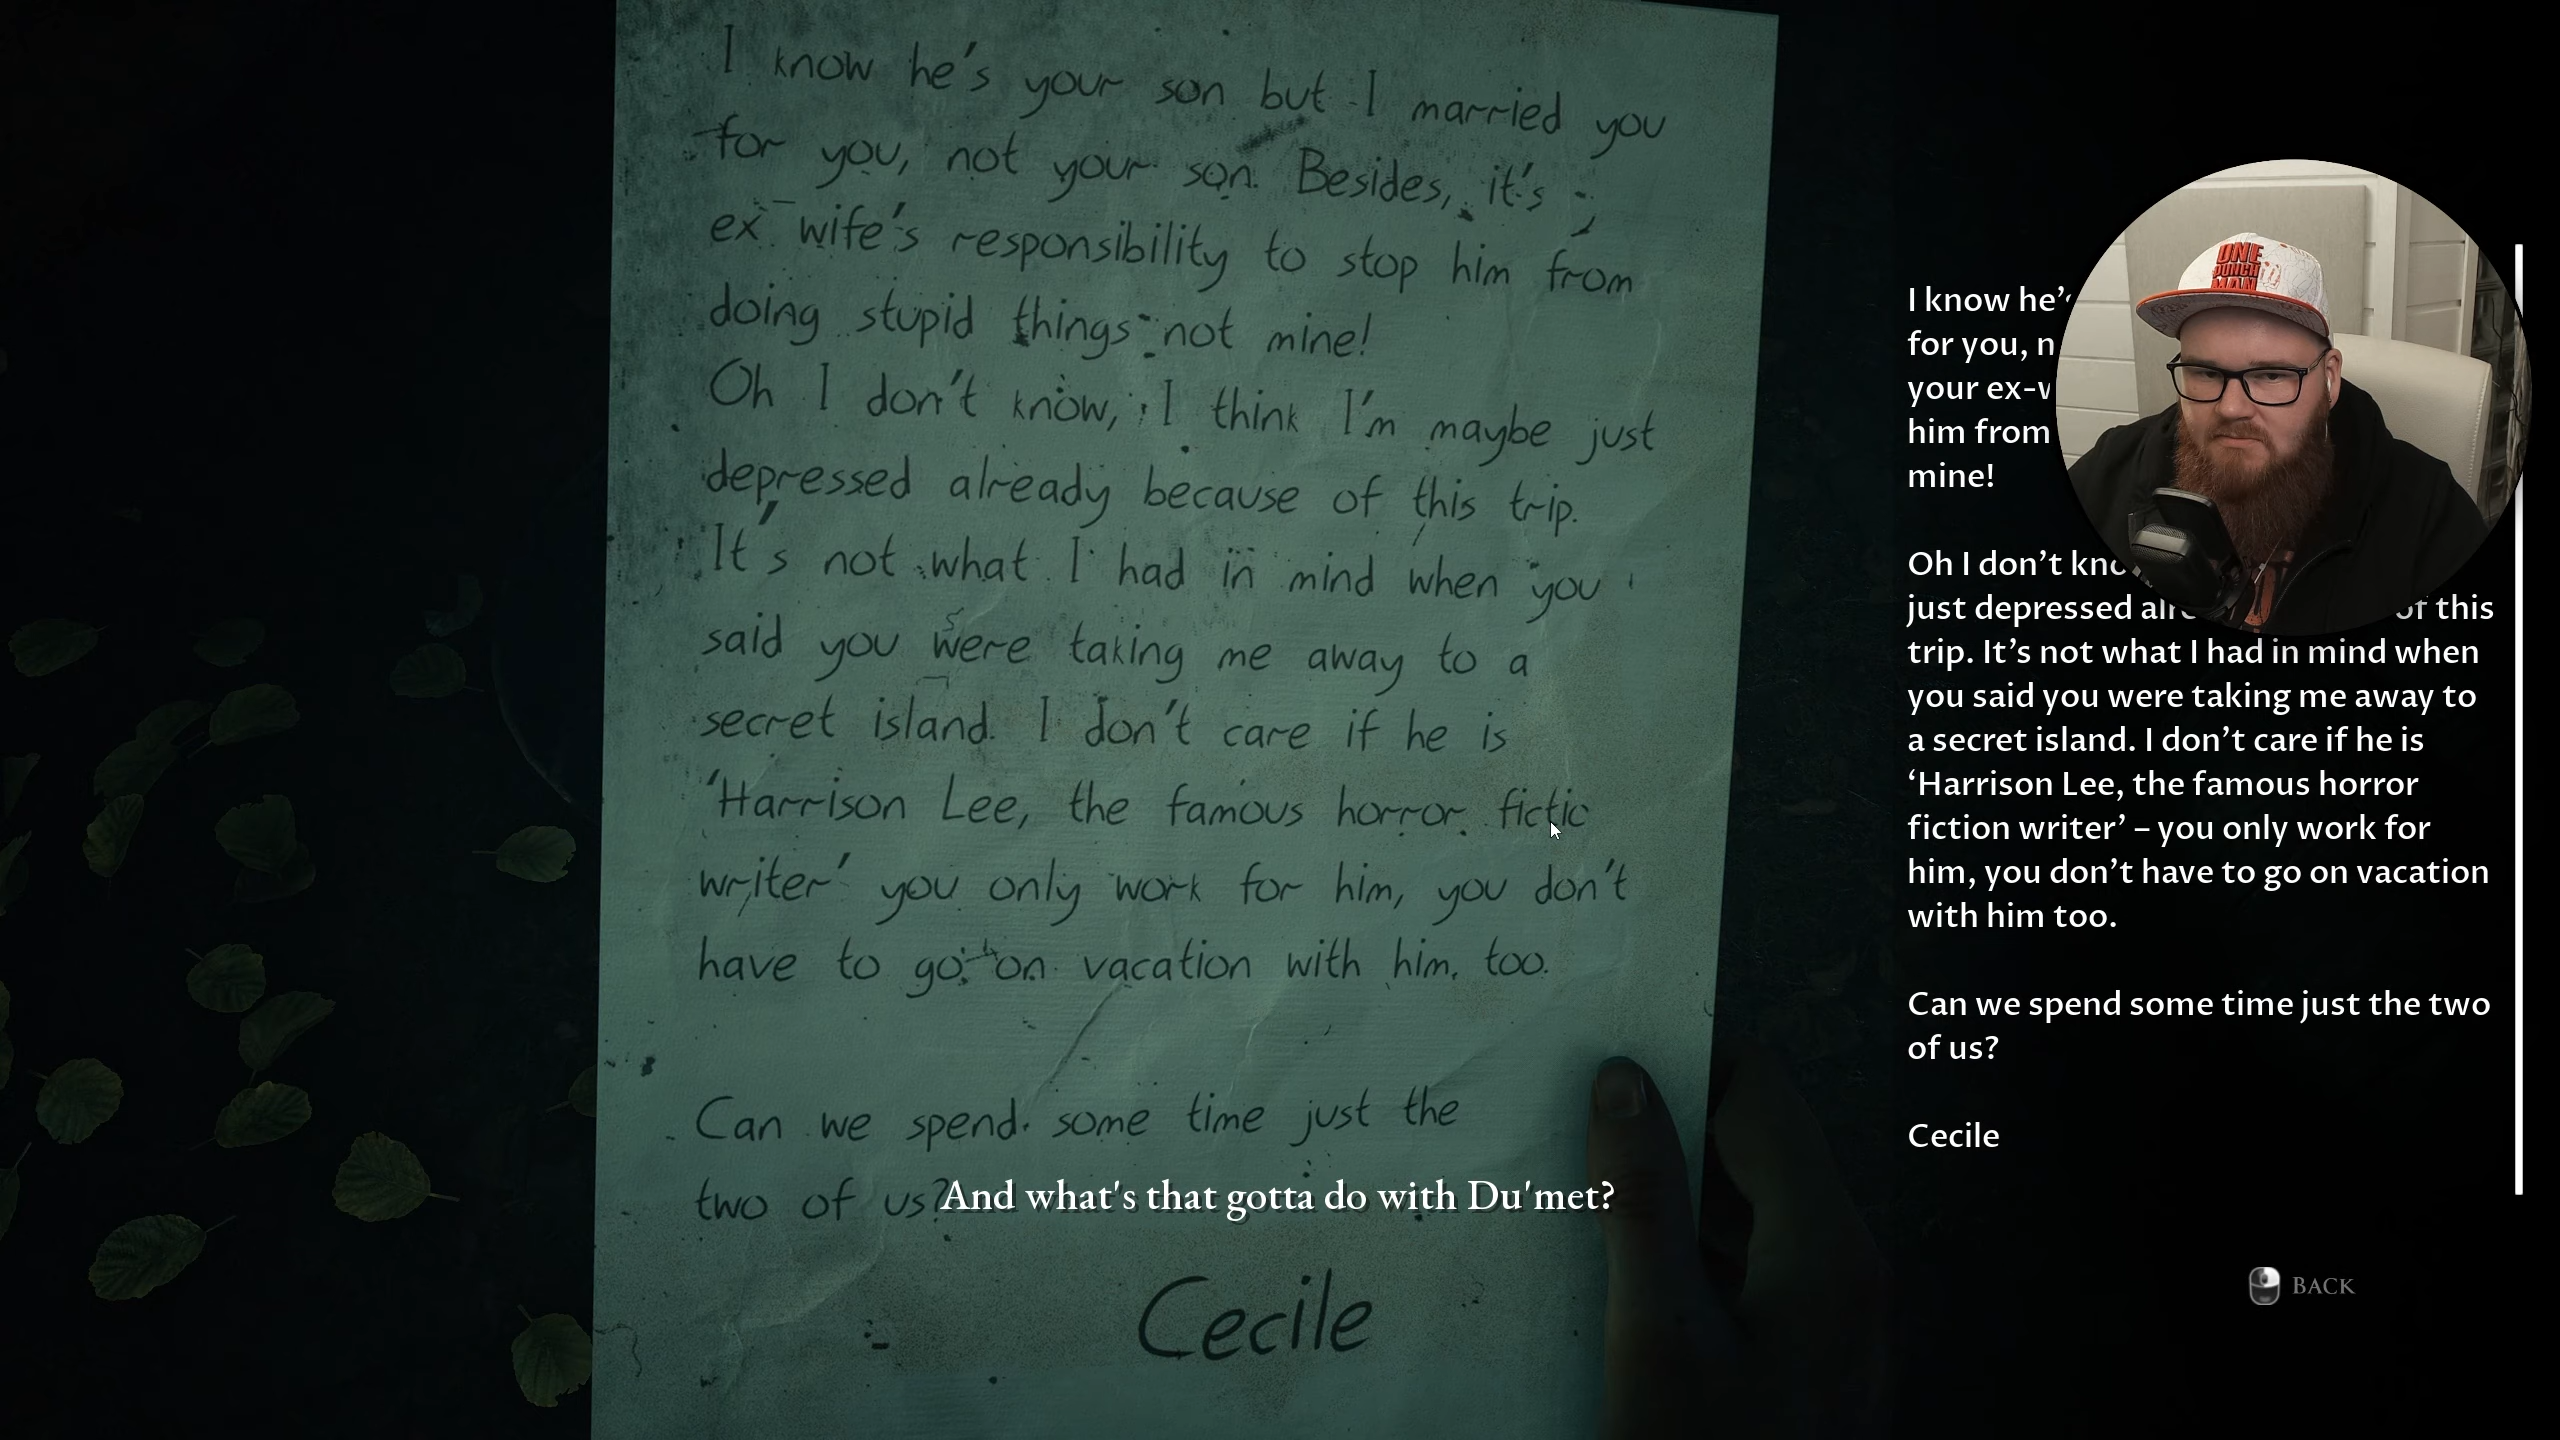 I know he's your son but I married you
for you, not your son. Besides, it's
ex wife's responsibility to stop him from
doing stupid things not mine!
Oh I don't know, I think I'm maybe just
depressed already because of this trip.
It's not what I had in mind when you
said you were taking me away to a
secret island. I don't care if he is
'Harrison Lee, the famous horror fictio
writer' you only work for him, you don't
have to go on vacation with him too.
Can we spend some time just the
two of us?
Cecile
And what's that gotta do with Du'met?
I know he's
for you, n
your ex-
him from
mine!
Oh I don't kno
just depressed alre of this
trip. It's not what I had in mind when
you said you were taking me away to
a secret island. I don't care if he is
‘Harrison Lee, the famous horror
fiction writer’ – you only work for
him, you don't have to go on vacation
with him too.
Can we spend some time just the two
of us?
Cecile
BACK
ONE
PUNCH
MAN